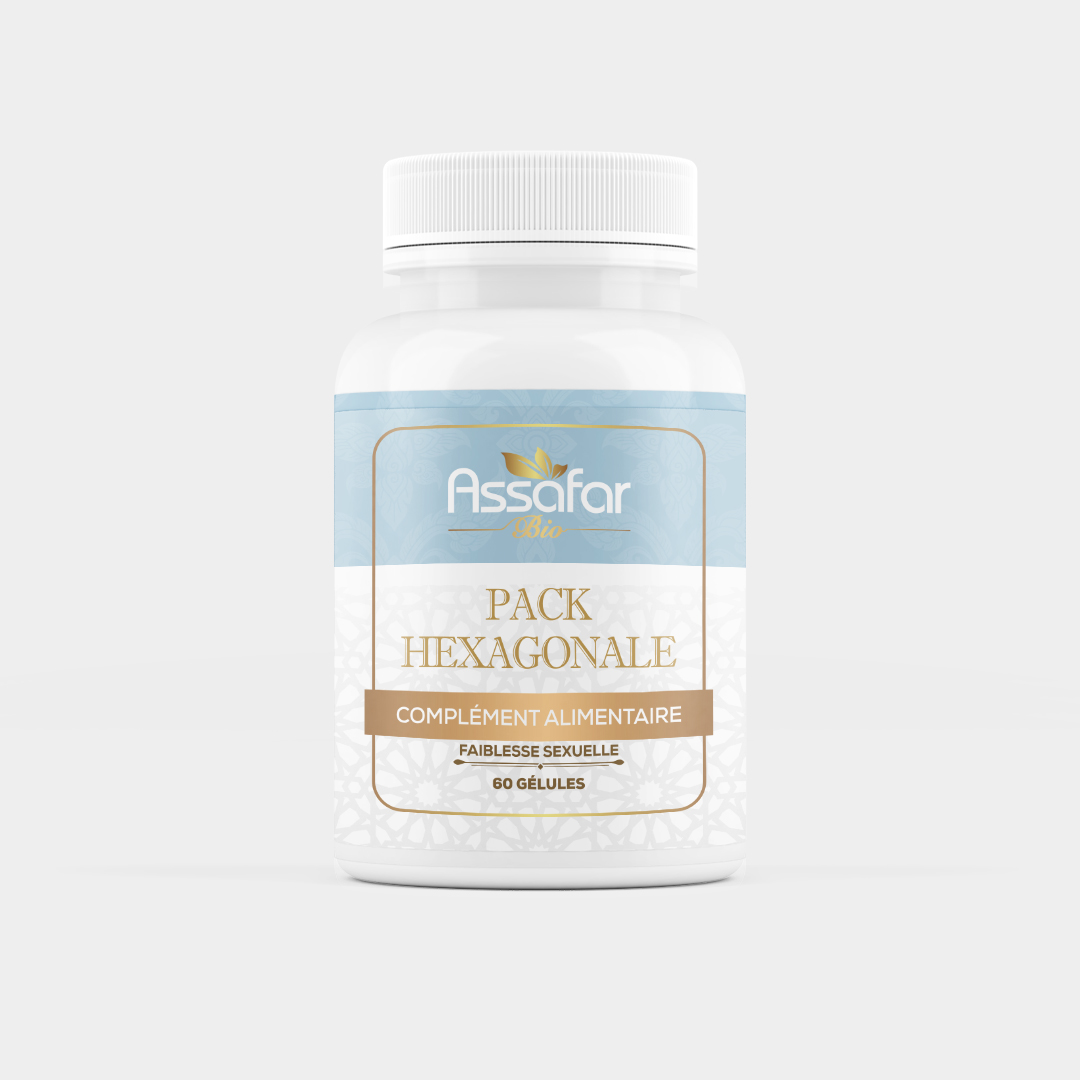 Assafar
Bio
PACK
HEXAGONALE
COMPLÉMENT ALIMENTAIRE
FAIBLESSE SEXUELLE
60 GÉLULES